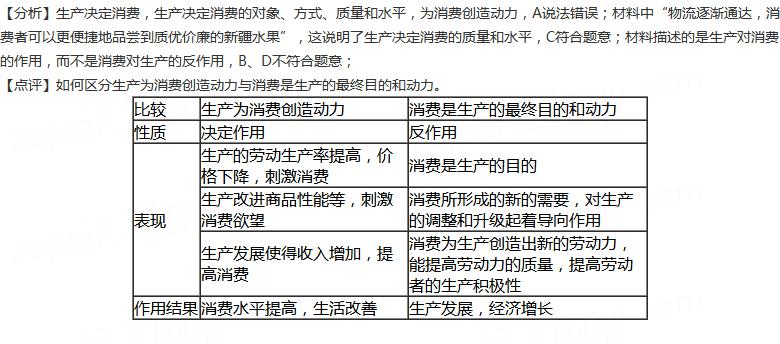 【分析】生产决定消费，生产决定消费的对象、方式、质量和水平，为消费创造动力，A说法错误；材料中“物流逐渐通达，消
费者可以更便捷地品尝到质优价廉的新疆水果”，这说明了生产决定消费的质量和水平，C符合题意；材料描述的是生产对消费
的作用，而不是消费对生产的反作用，B、D不符合题意；
【点评】如何区分生产为消费创造动力与消费是生产的最终目的和动力。
比较 生产为消费创造动力 消费是生产的最终目的和动力
性质 决定作用 反作用
表现
生产的劳动生产率提高，价
格下降，刺激消费
消费是生产的目的
生产改进商品性能等，刺激
消费欲望
消费所形成的新的需要，对生产
的调整和升级起着导向作用
生产发展使得收入增加，提
高消费
消费为生产创造出新的劳动力，
能提高劳动力的质量，提高劳动
者的生产积极性
作用结果 消费水平提高，生活改善 生产发展，经济增长